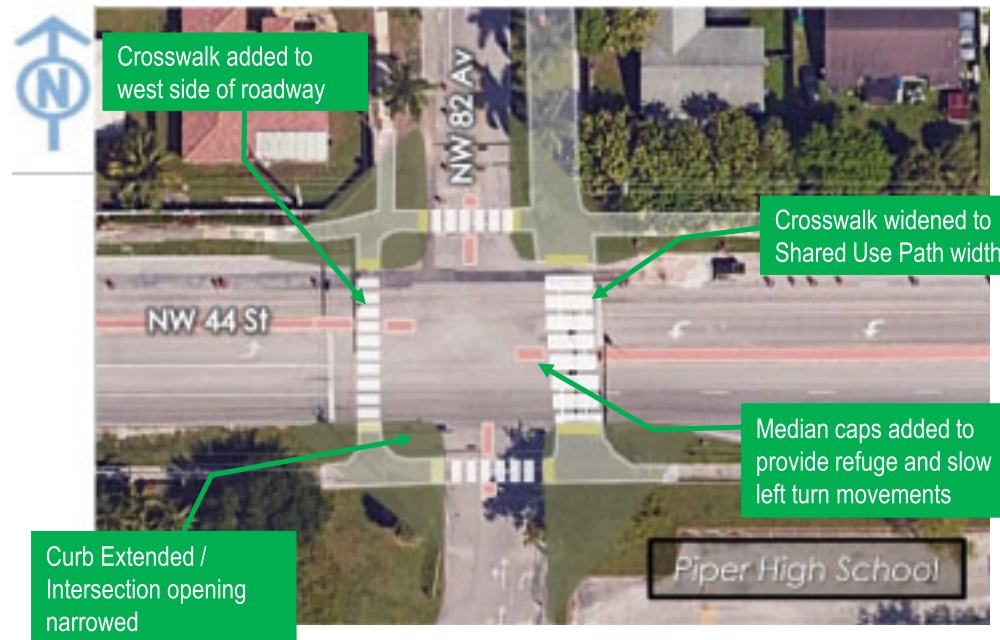 N
Crosswalk added to
west side of roadway
NW 82 Av
Crosswalk widened to
Shared Use Path width
NW 44 St
Median caps added to
provide refuge and slow
left turn movements
Curb Extended /
Intersection opening
narrowed
Piper High School